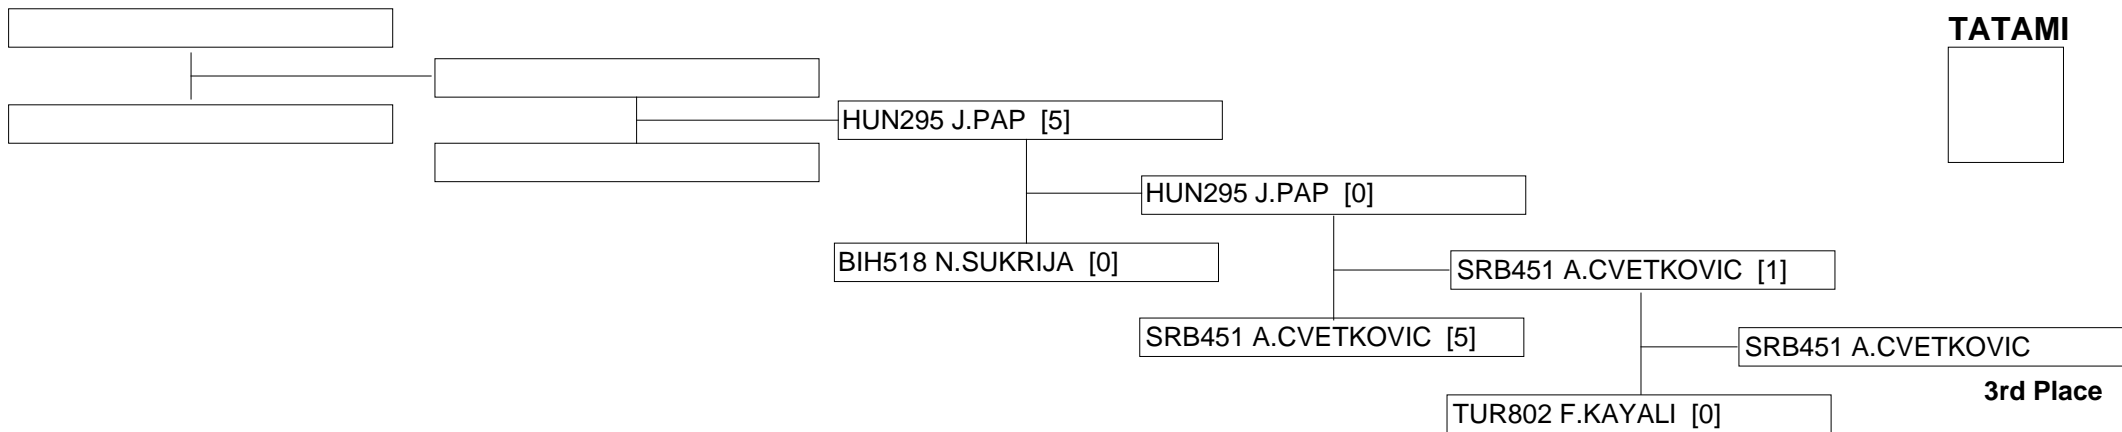 TATAMI
HUN295 J.PAP [5]
HUN295 J.PAP [0]
BIH518 N.SUKRIJA [0]
SRB451 A.CVETKOVIC [1]
SRB451 A.CVETKOVIC [5]
SRB451 A.CVETKOVIC
3rd Place
TUR802 F.KAYALI [0]